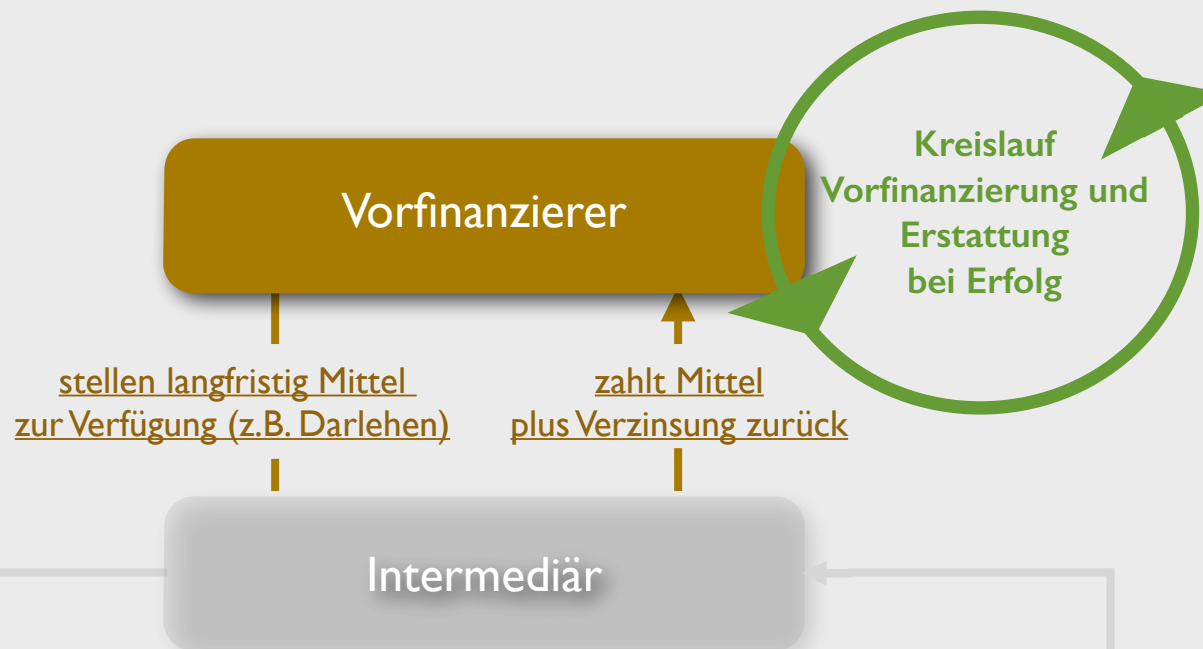 Kreislauf
Vorfinanzierung und
Erstattung
bei Erfolg
Vorfinanzierer
stellen langfristig Mittel
zur Verfügung (z.B. Darlehen)
zahlt Mittel
plus Verzinsung zurück
Intermediär